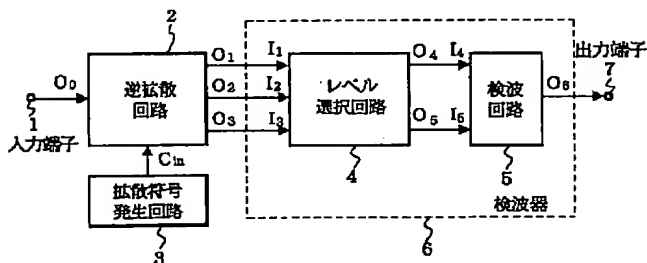 2
O₀
1
入力端子
逆拡散
回路
O₁
O₂
O₃
I₁
I₂
I₃
Cin
拡散符号
発生回路
3
レベル
選択回路
4
O₄
O₅
I₄
I₅
検波
回路
5
O₆
出力端子
7
検波器
6